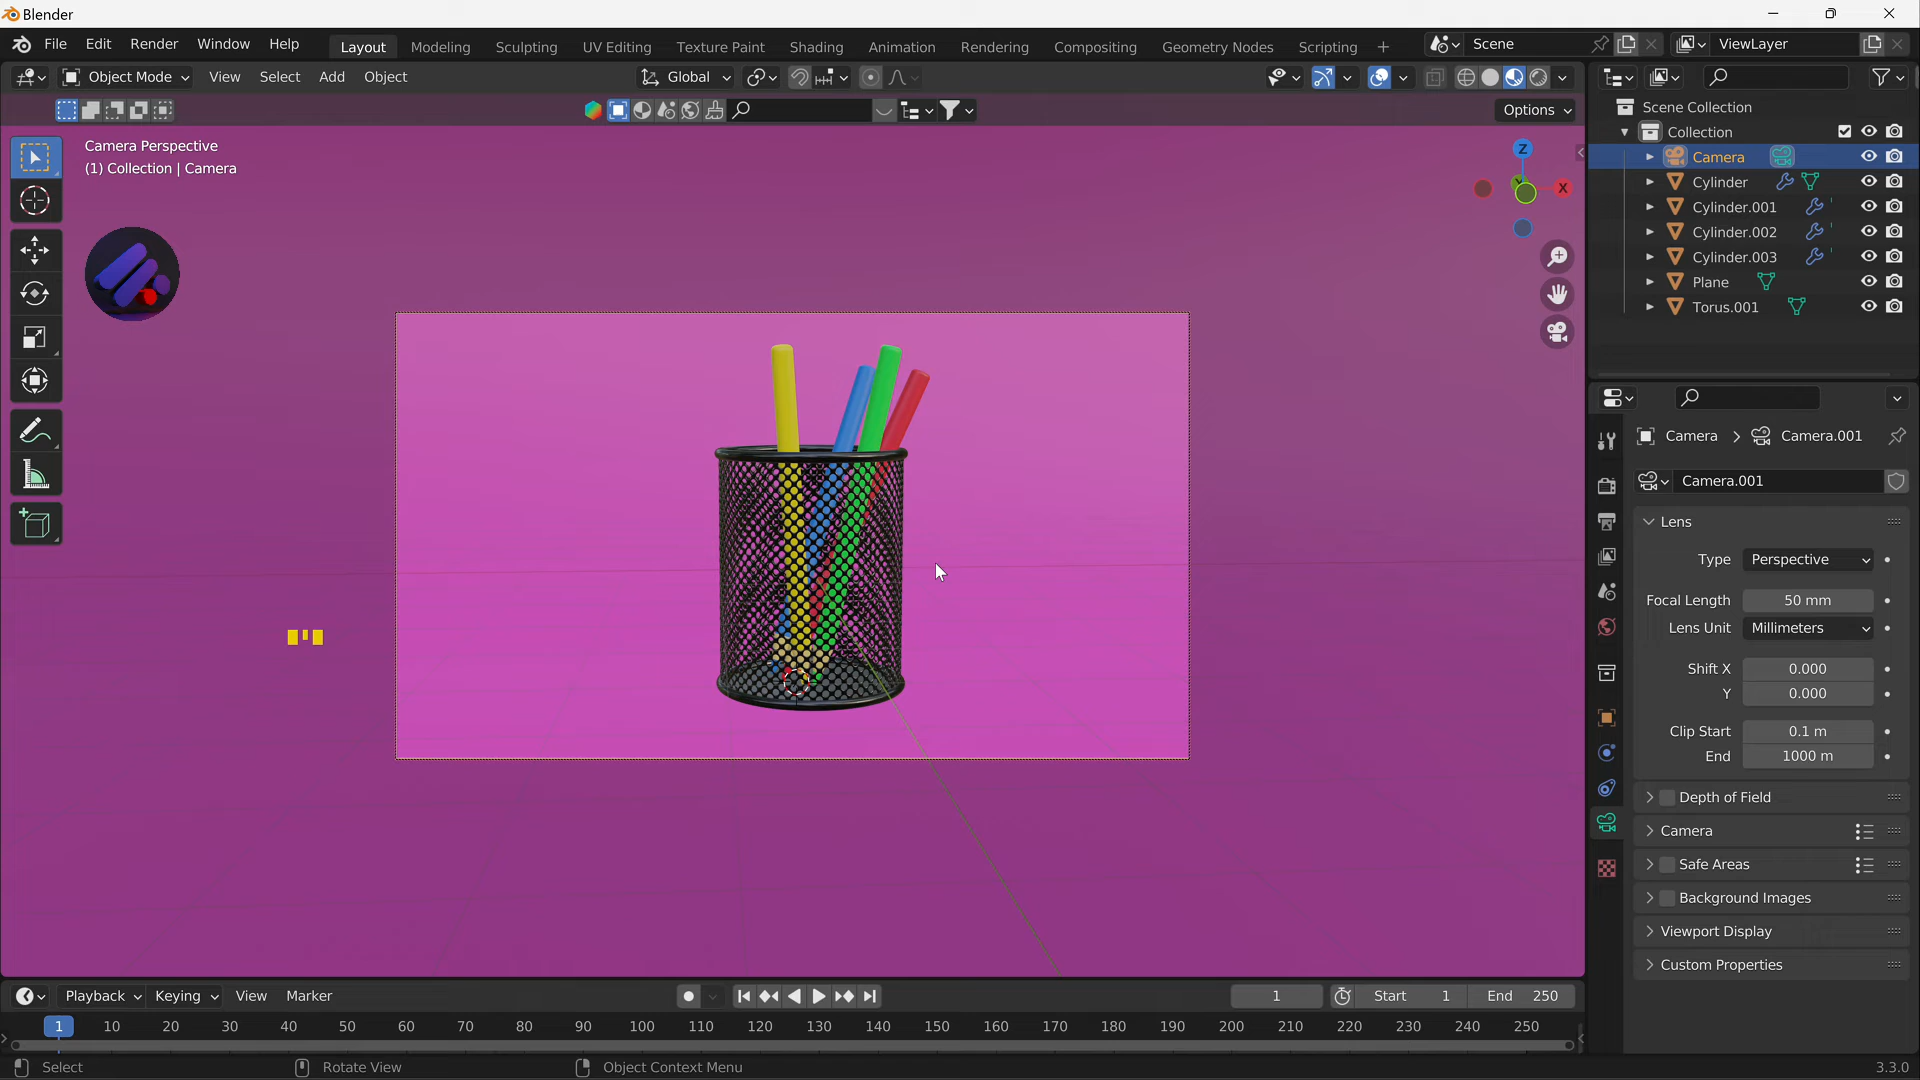 Blender
File Edit Render Window Help Layout Modeling Sculpting UV Editing Texture Paint Shading Animation Rendering Compositing Geometry Nodes Scripting + Scene ViewLayer
Object Mode View Select Add Object Global
Options
Camera Perspective
(1) Collection | Camera
Z
Y
X
Scene Collection
Collection
Camera
Cylinder
Cylinder.001
Cylinder.002
Cylinder.003
Plane
Torus.001
Camera Camera.001
Camera.001
Lens
Type Perspective
Focal Length 50 mm
Lens Unit Millimeters
Shift X 0.000
Y 0.000
Clip Start 0.1 m
End 1000 m
Depth of Field
Camera
Safe Areas
Background Images
Viewport Display
Custom Properties
Playback Keying View Marker 1 Start 1 End 250
1 10 20 30 40 50 60 70 80 90 100 110 120 130 140 150 160 170 180 190 200 210 220 230 240 250
Select Rotate View Object Context Menu 3.3.0